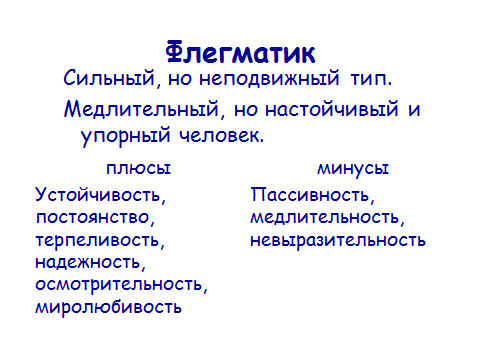 Флегматик
Сильный, но неподвижный тип.
Медлительный, но настойчивый и
упорный человек.
плюсы
Устойчивость,
постоянство,
терпеливость,
надежность,
осмотрительность,
миролюбивость
минусы
Пассивность,
медлительность,
невыразительность